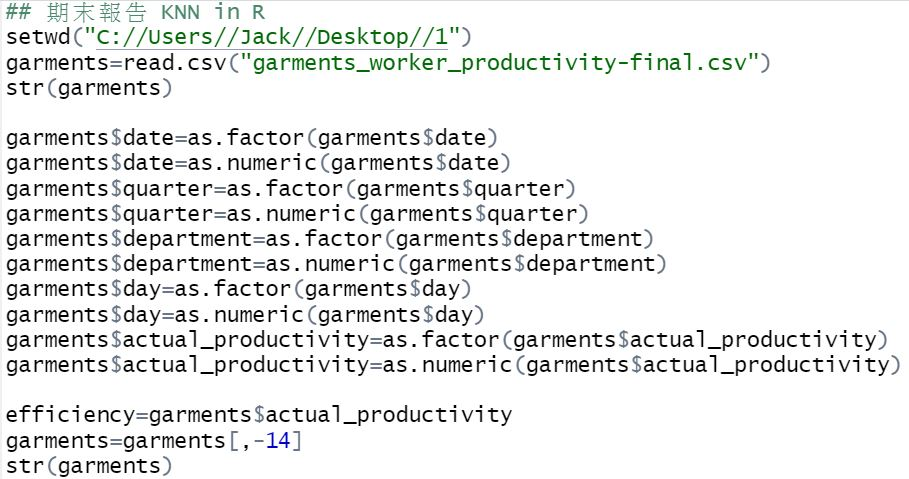 ## 期末報告 KNN in R
setwd("C://Users//Jack//Desktop//1")
garments=read.csv("garments_worker_productivity-final.csv")
str(garments)

garments$date=as.factor(garments$date)
garments$date=as.numeric(garments$date)
garments$quarter=as.factor(garments$quarter)
garments$quarter=as.numeric(garments$quarter)
garments$department=as.factor(garments$department)
garments$department=as.numeric(garments$department)
garments$day=as.factor(garments$day)
garments$day=as.numeric(garments$day)
garments$actual_productivity=as.factor(garments$actual_productivity)
garments$actual_productivity=as.numeric(garments$actual_productivity)

efficiency=garments$actual_productivity
garments=garments[,-14]
str(garments)